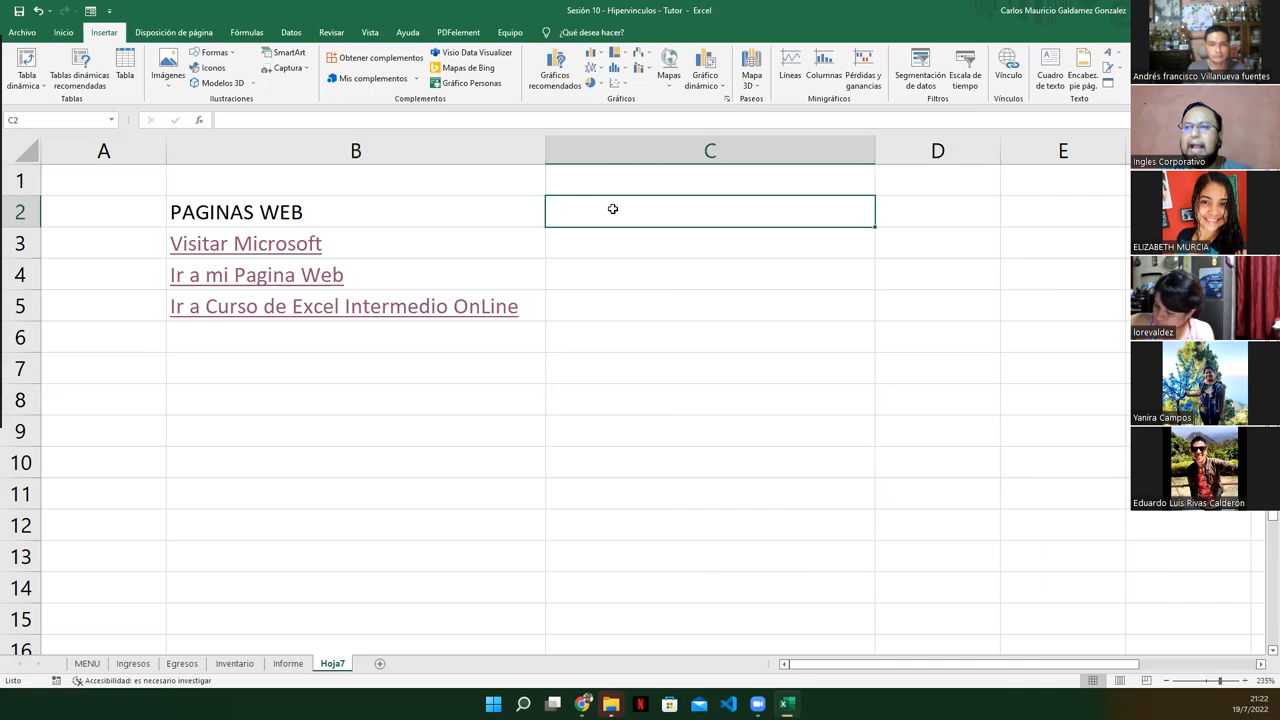 Sesión 10 - Hipervinculos - Tutor - Excel
Carlos Mauricio Galdamez Gonzalez
Archivo Inicio Insertar Disposición de página Fórmulas Datos Revisar Vista Ayuda PDFelement Equipo ¿Qué desea hacer?
Tabla dinámica
Tablas dinámicas recomendadas
Tabla
Tablas
Imágenes
Formas
Iconos
Modelos 3D
SmartArt
Captura
Ilustraciones
Obtener complementos
Mis complementos
Visio Data Visualizer
Mapas de Bing
Gráfico Personas
Complementos
Gráficos recomendados
Mapas
Gráfico dinámico
Gráficos
Mapa 3D
Paseos
Líneas
Columnas
Pérdidas y ganancias
Minigráficos
Segmentación de datos
Escala de tiempo
Filtros
Vínculo
Vínculos
Cuadro de texto
Encabez. pie pág.
Texto
C2
fx
A B C D E
1
2 PAGINAS WEB
3 Visitar Microsoft
4 Ir a mi Pagina Web
5 Ir a Curso de Excel Intermedio OnLine
6
7
8
9
10
11
12
13
14
15
16
MENU Ingresos Egresos Inventario Informe Hoja7
Listo
Accesibilidad: es necesario investigar
235%
21:22
19/7/2022
Andrés francisco Villanueva fuentes
Ingles Corporativo
ELIZABETH MURCIA
lorevaldez
Yanira Campos
Eduardo Luis Rivas Calderón